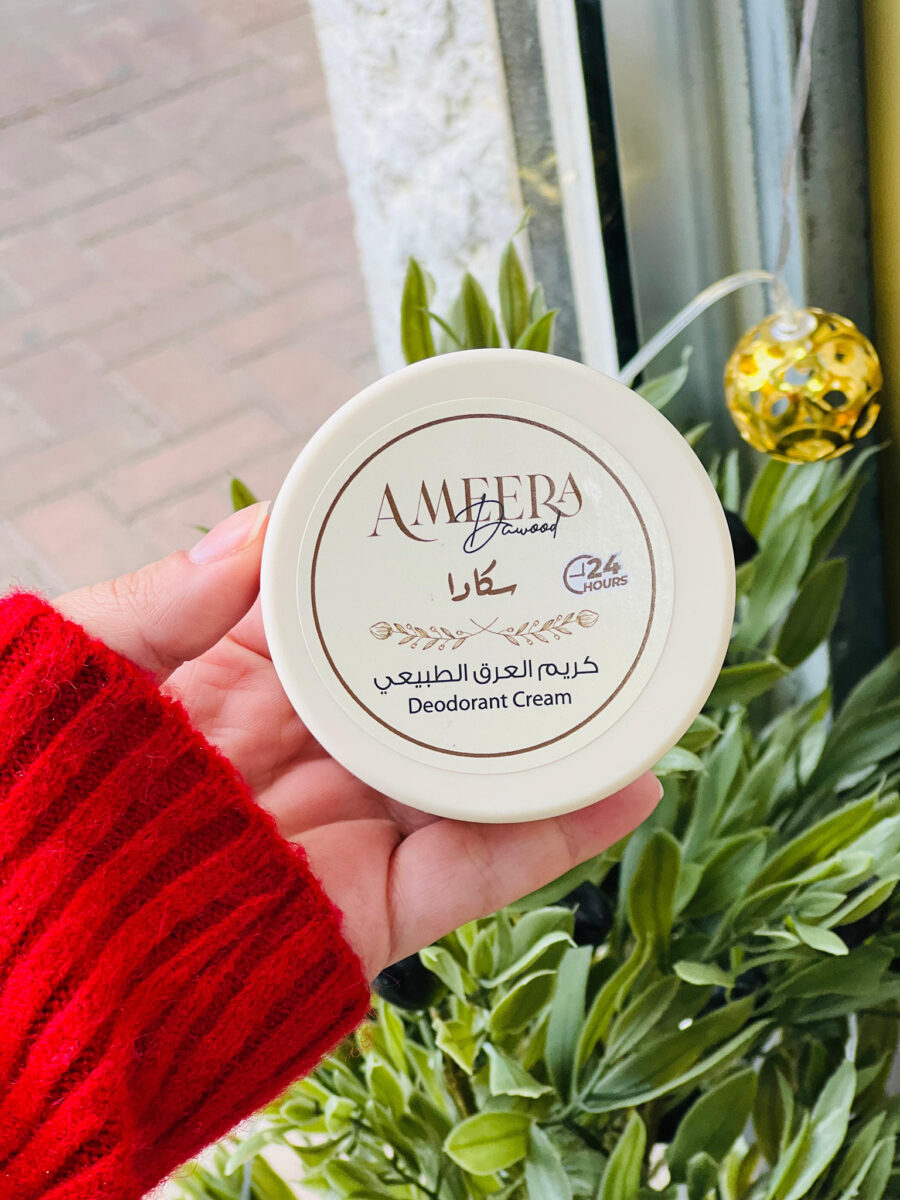 AMEERA
Dawood
سكارا
24
HOURS
كريم العرق الطبيعي
Deodorant Cream